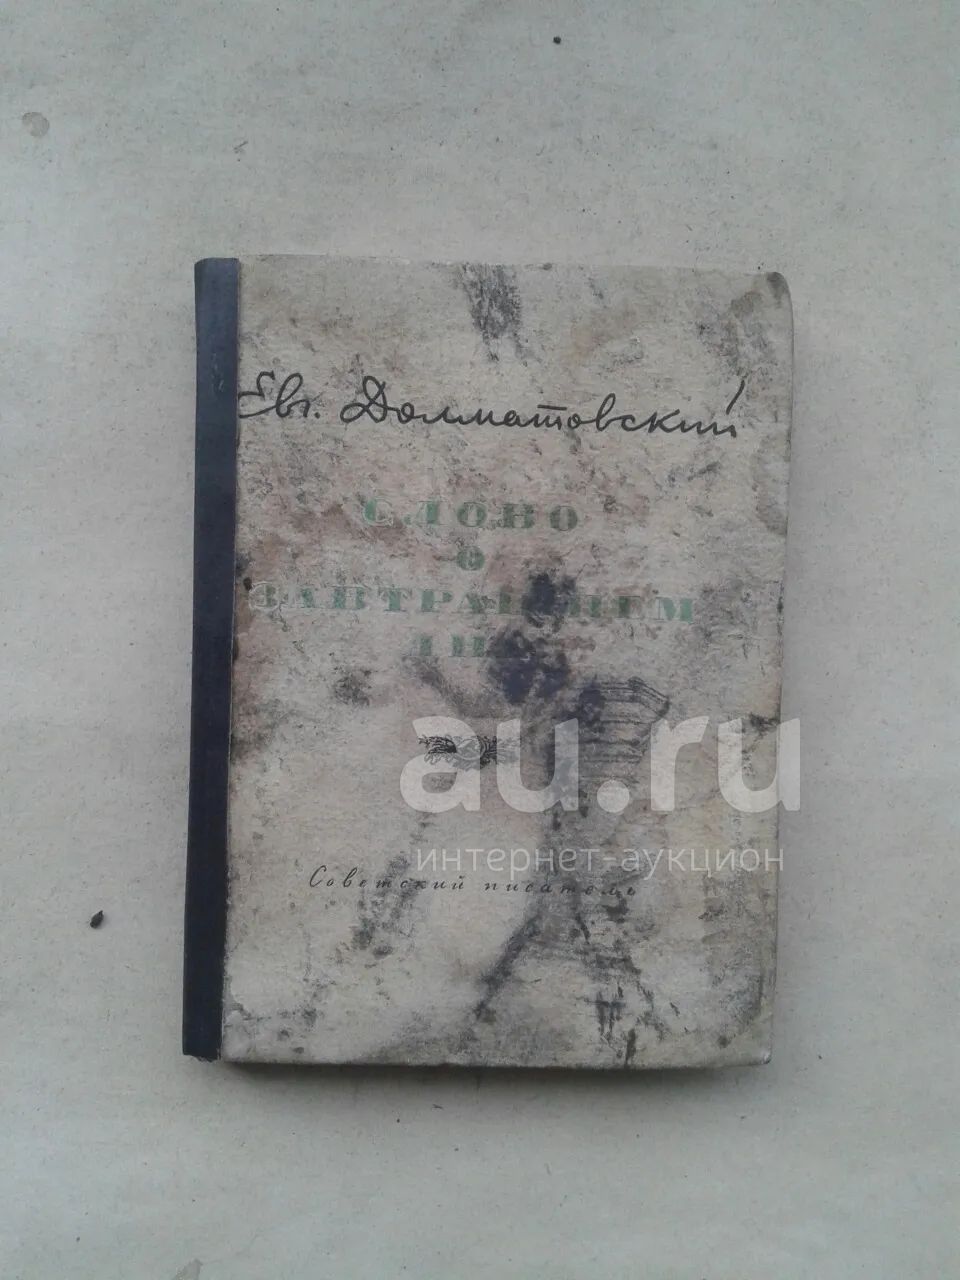 Евг. Долматовский
СЛОВО
О
ЗАВТРАШНЕМ
ДНЕ
au.ru
интернет-аукцион
Советский писатель